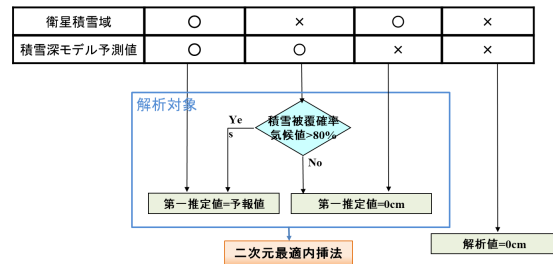 衛星積雪域 ○ × ○ ×
積雪深モデル予測値 ○ ○ × ×
解析対象
積雪被覆確率
気候値>80%
Ye
s
No
第一推定値=予報値
第一推定値=0cm
二次元最適内挿法
解析値=0cm